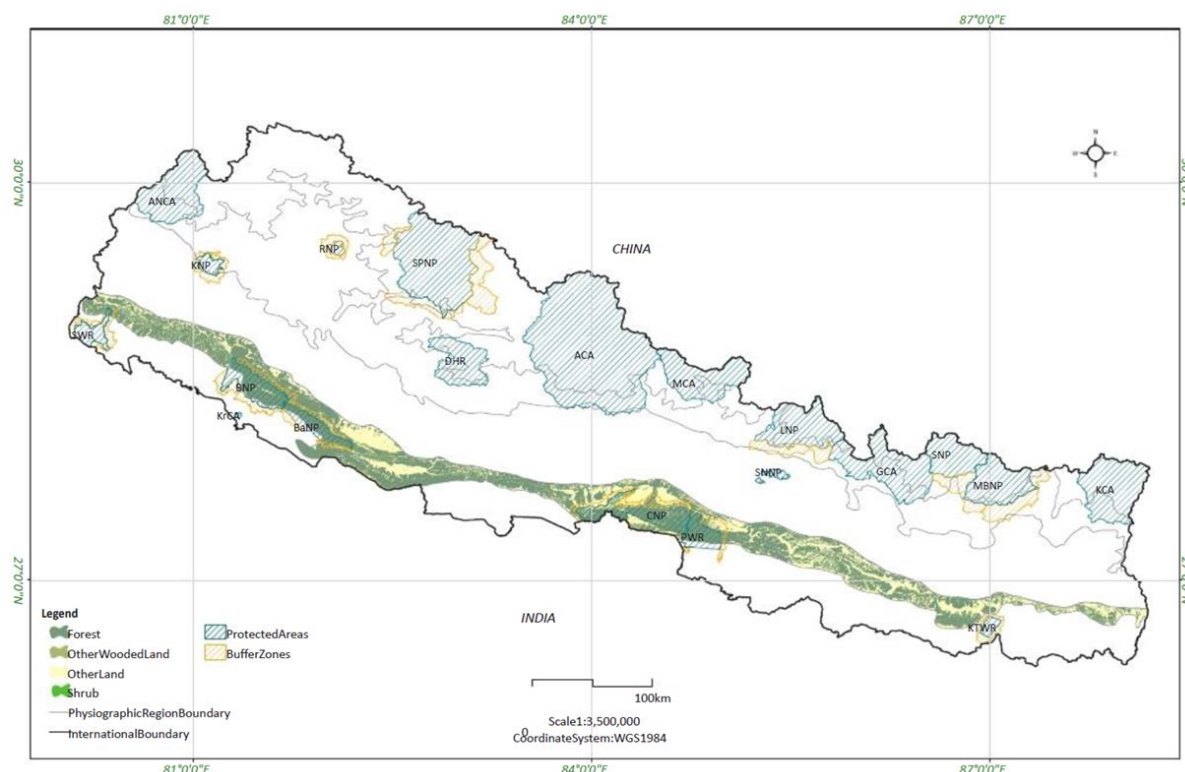 81°0'0"E 84°0'0"E 87°0'0"E
N
W E
S
30°0'0"N
ANCA
RNP
CHINA
KNP
SPNP
SWR
DHR
ACA
MCA
BNP
KrCA
BaNP
LNP
SNP
SNNP
GCA
MBNP
KCA
CNP
PWR
27°0'0"N
INDIA
KTWR
Legend
Forest
OtherWoodedLand
OtherLand
Shrub
PhysiographicRegionBoundary
InternationalBoundary
ProtectedAreas
BufferZones
100km
0
Scale1:3,500,000
CoordinateSystem:WGS1984
81°0'0"E 84°0'0"E 87°0'0"E